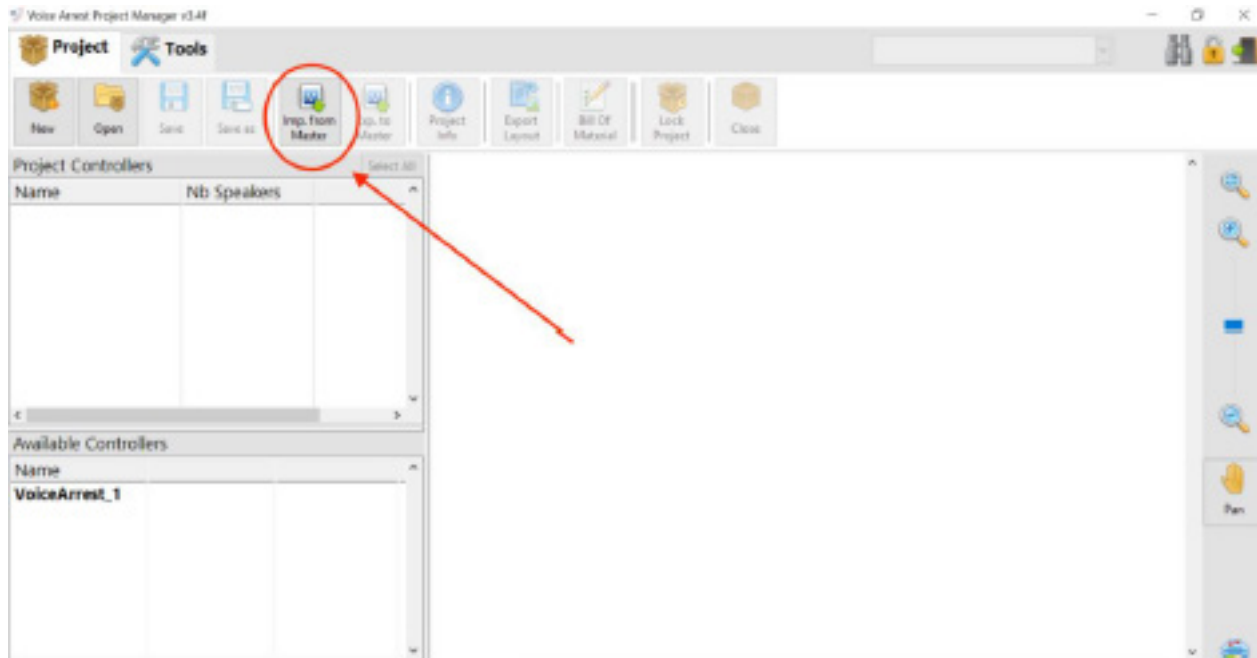 Voice Arrest Project Manager v3.4f
Project
Tools
New
Open
Save
Save as
Imp. from
Master
Exp. to
Master
Project
Info
Export
Layout
Bill Of
Material
Lock
Project
Close
Project Controllers
Select All
Name Nb Speakers
Available Controllers
Name
VoiceArrest_1
Pan